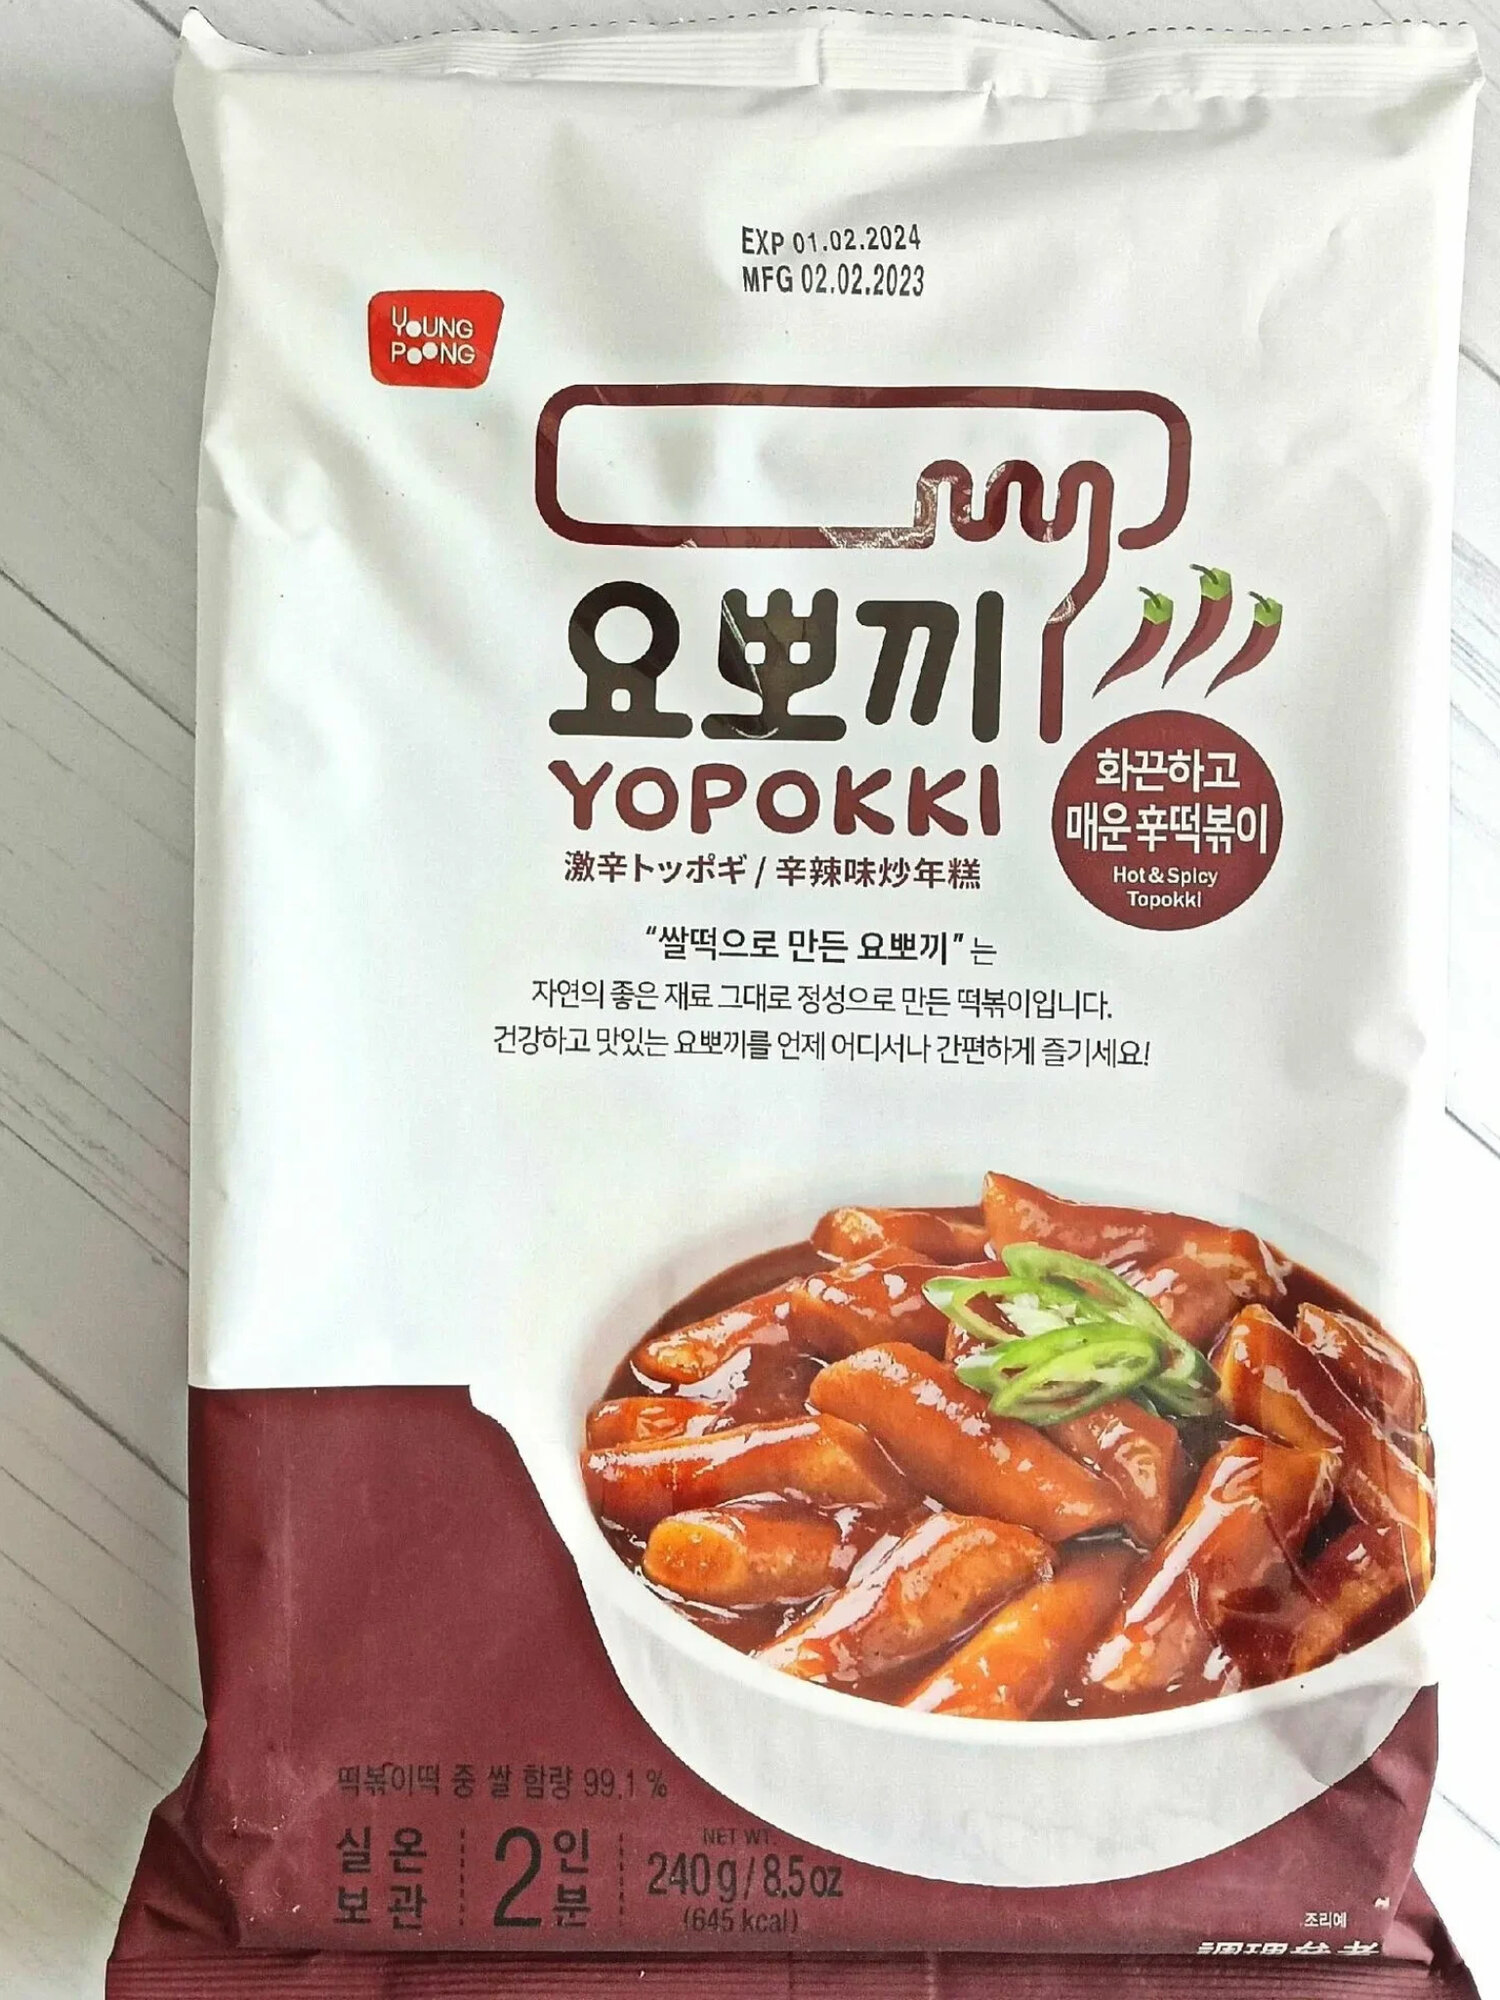 EXP 01.02.2024
MFG 02.02.2023
YOUNG
POONG
요뽀끼
YOPOKKI
激辛トッポギ / 辛辣味炒年糕
화끈하고
매운 辛떡볶이
Hot & Spicy
Topokki
“쌀떡으로 만든 요뽀끼” 는
자연의 좋은 재료 그대로 정성으로 만든 떡볶이입니다.
건강하고 맛있는 요뽀끼를 언제 어디서나 간편하게 즐기세요!
떡볶이떡 중 쌀 함량 99.1 %
실온
보관
2인분
NET WT.
240g / 8.5oz
(645 kcal)
조리예
調理参考